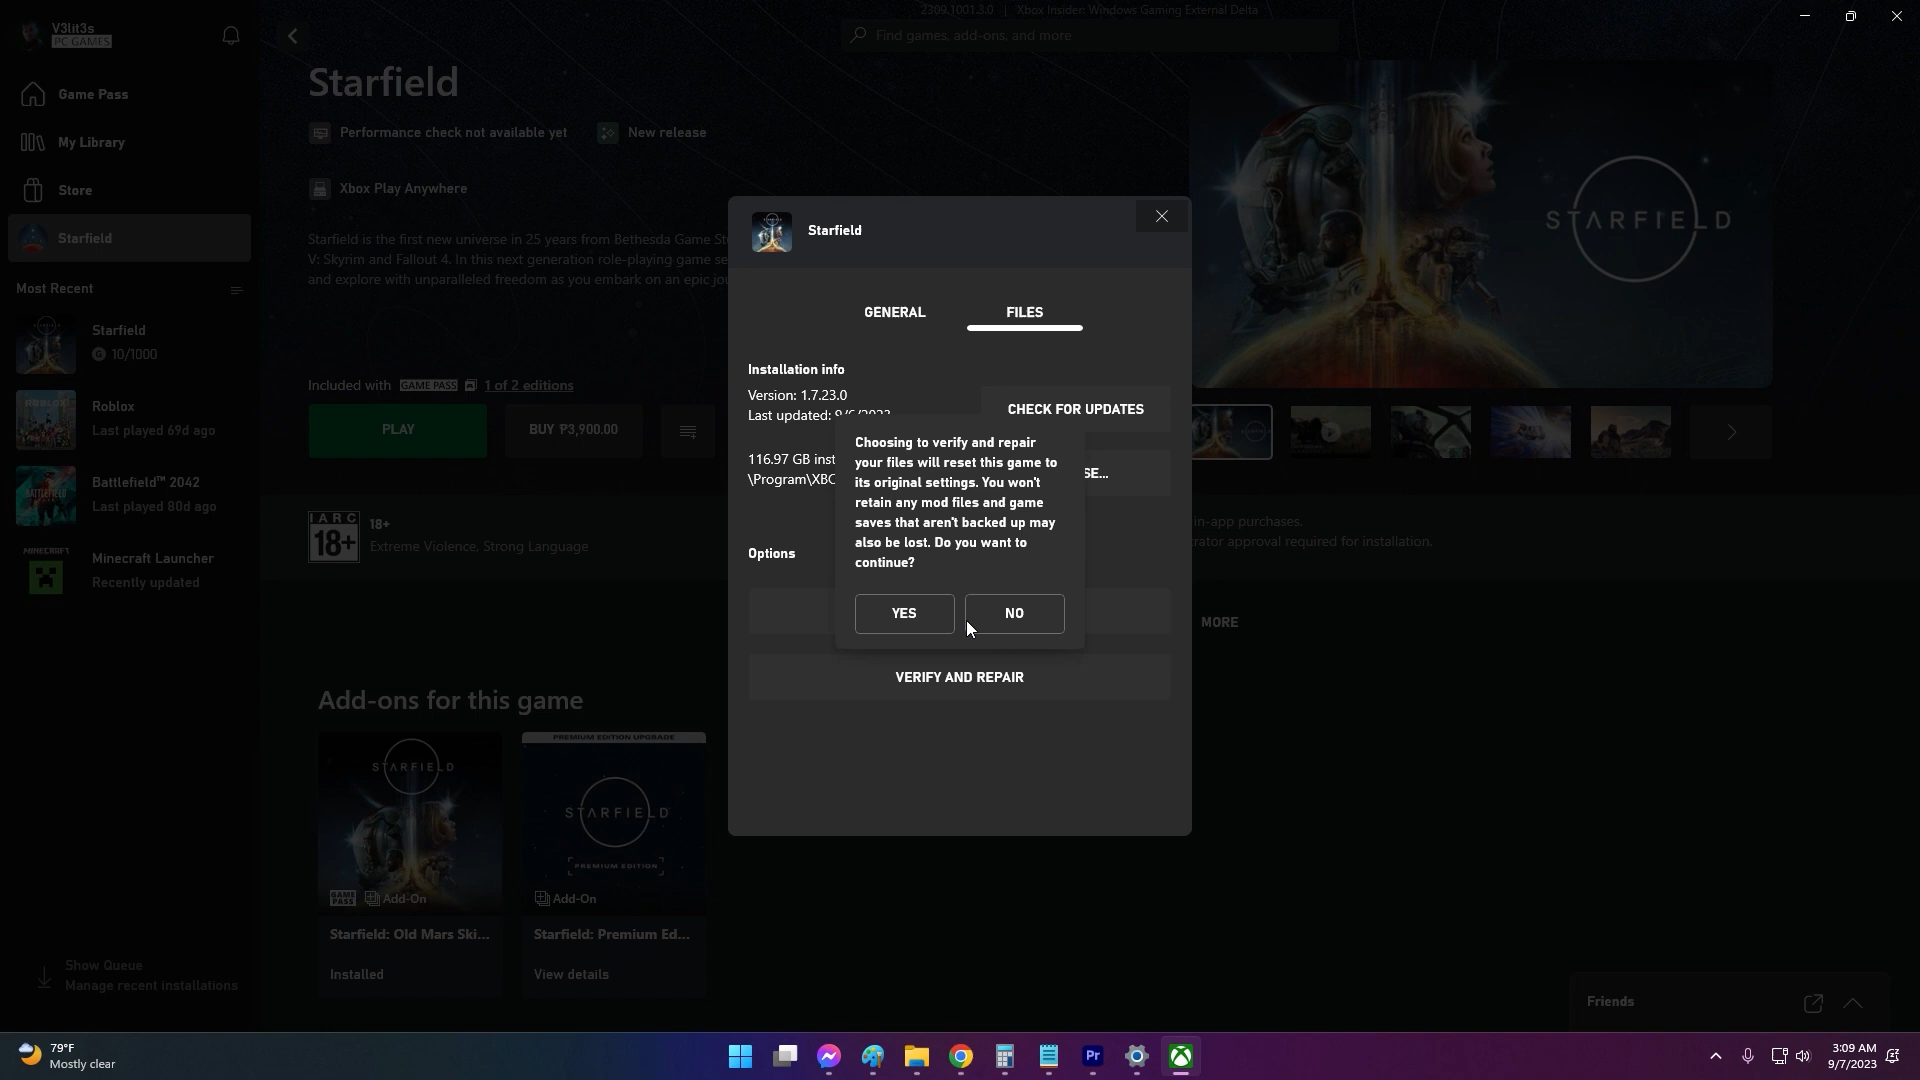 2309.1001.3.0 | Xbox Insider: Windows Gaming External Delta
V3lit3s
PC GAMES
Find games, add-ons, and more
Game Pass
My Library
Store
Starfield
Most Recent
Starfield
10/1000
Roblox
Last played 69d ago
Battlefield™ 2042
Last played 80d ago
Minecraft Launcher
Recently updated
Show Queue
Manage recent installations
Starfield
Performance check not available yet
New release
Xbox Play Anywhere
Starfield is the first new universe in 25 years from Bethesda Game
V: Skyrim and Fallout 4. In this next generation role-playing game
and explore with unparalleled freedom as you embark on an epic
Included with GAME PASS 1 of 2 editions
PLAY
BUY ₱3,900.00
IARC
18+
18+
Extreme Violence, Strong Language
in-app purchases.
approval required for installation.
MORE
STARFIELD
Starfield
GENERAL
FILES
Installation info
Version: 1.7.23.0
Last updated: 9/6/2023
CHECK FOR UPDATES
116.97 GB
\Program\XBC
SE...
Options
Choosing to verify and repair
your files will reset this game to
its original settings. You won't
retain any mod files and game
saves that aren't backed up may
also be lost. Do you want to
continue?
YES
NO
VERIFY AND REPAIR
Add-ons for this game
STARFIELD
GAME PASS
Add-On
Starfield: Old Mars Ski...
Installed
PREMIUM EDITION UPGRADE
STARFIELD
PREMIUM EDITION
Add-On
Starfield: Premium Ed...
View details
Friends
79°F
Mostly clear
Pr
3:09 AM
9/7/2023